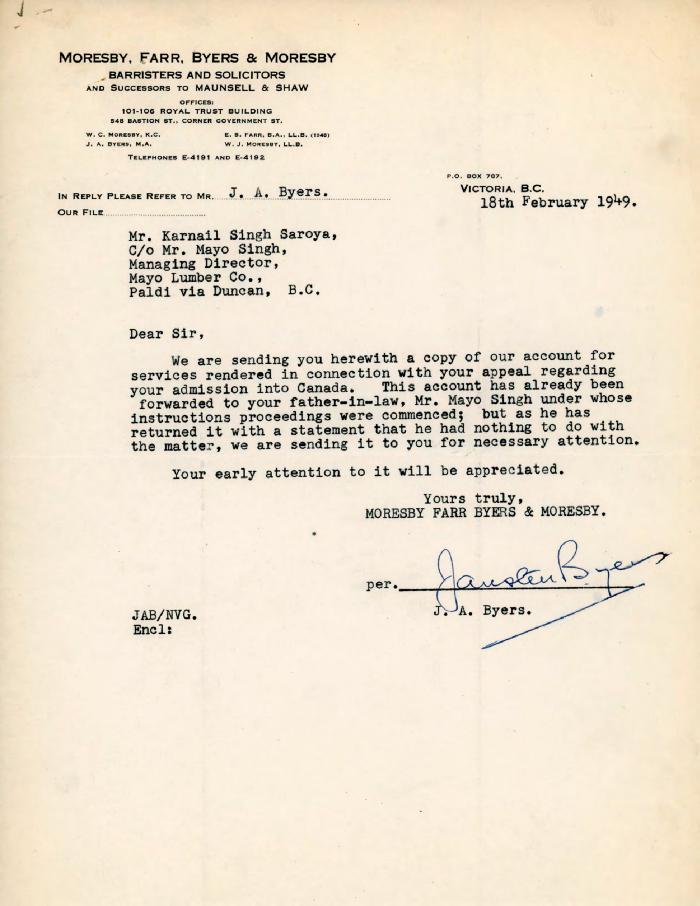 MORESBY, FARR, BYERS & MORESBY
BARRISTERS AND SOLICITORS
AND SUCCESSORS TO MAUNSELL & SHAW
OFFICES:
101-106 ROYAL TRUST BUILDING
548 BASTION ST., CORNER GOVERNMENT ST.
W. C. MORESBY, K.C. E. B. FARR, B.A., LL.B. (1948)
J. A. BYERS, M.A. W. J. MORESBY, LL.B.
TELEPHONES E-4191 AND E-4192
P.O. BOX 787.
VICTORIA, B.C.
IN REPLY PLEASE REFER TO MR. J. A. Byers.
18th February 1949.
OUR FILE
Mr. Karnail Singh Saroya,
C/o Mr. Mayo Singh,
Managing Director,
Mayo Lumber Co.,
Paldi via Duncan, B.C.
Dear Sir,
We are sending you herewith a copy of our account for
services rendered in connection with your appeal regarding
your admission into Canada. This account has already been
forwarded to your father-in-law, Mr. Mayo Singh under whose
instructions proceedings were commenced; but as he has
returned it with a statement that he had nothing to do with
the matter, we are sending it to you for necessary attention.
Your early attention to it will be appreciated.
Yours truly,
MORESBY FARR BYERS & MORESBY.
per. Byers
J. A. Byers.
JAB/NVG.
Encl: